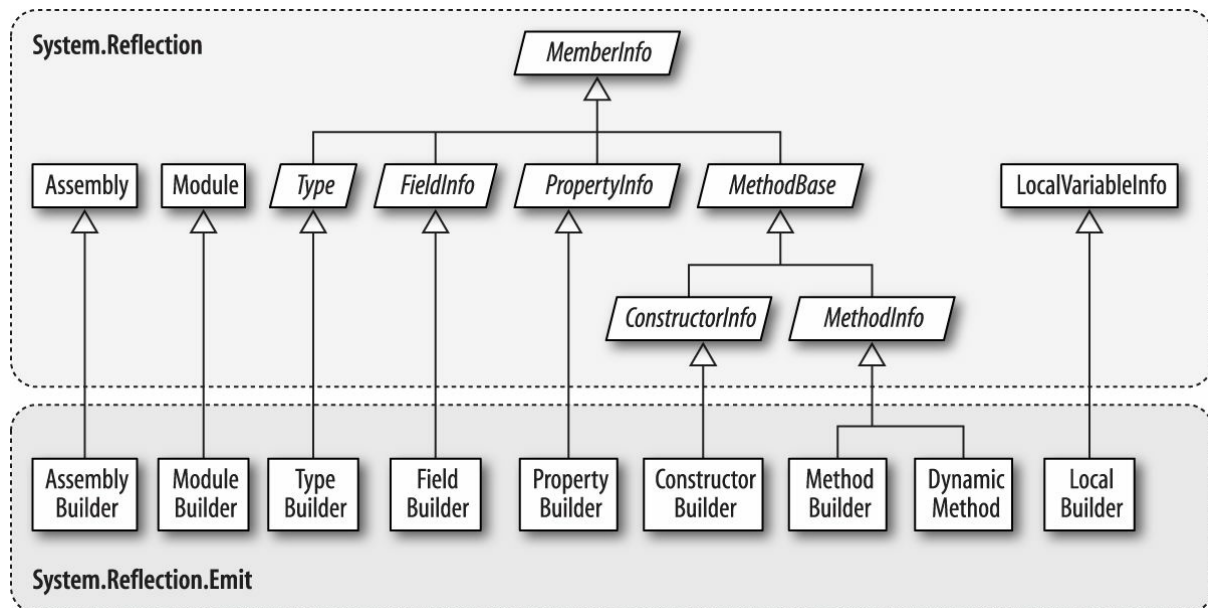 System.Reflection
MemberInfo
Assembly
Module
Type
FieldInfo
PropertyInfo
MethodBase
LocalVariableInfo
ConstructorInfo
MethodInfo
Assembly
Builder
Module
Builder
Type
Builder
Field
Builder
Property
Builder
Constructor
Builder
Method
Builder
Dynamic
Method
Local
Builder
System.Reflection.Emit